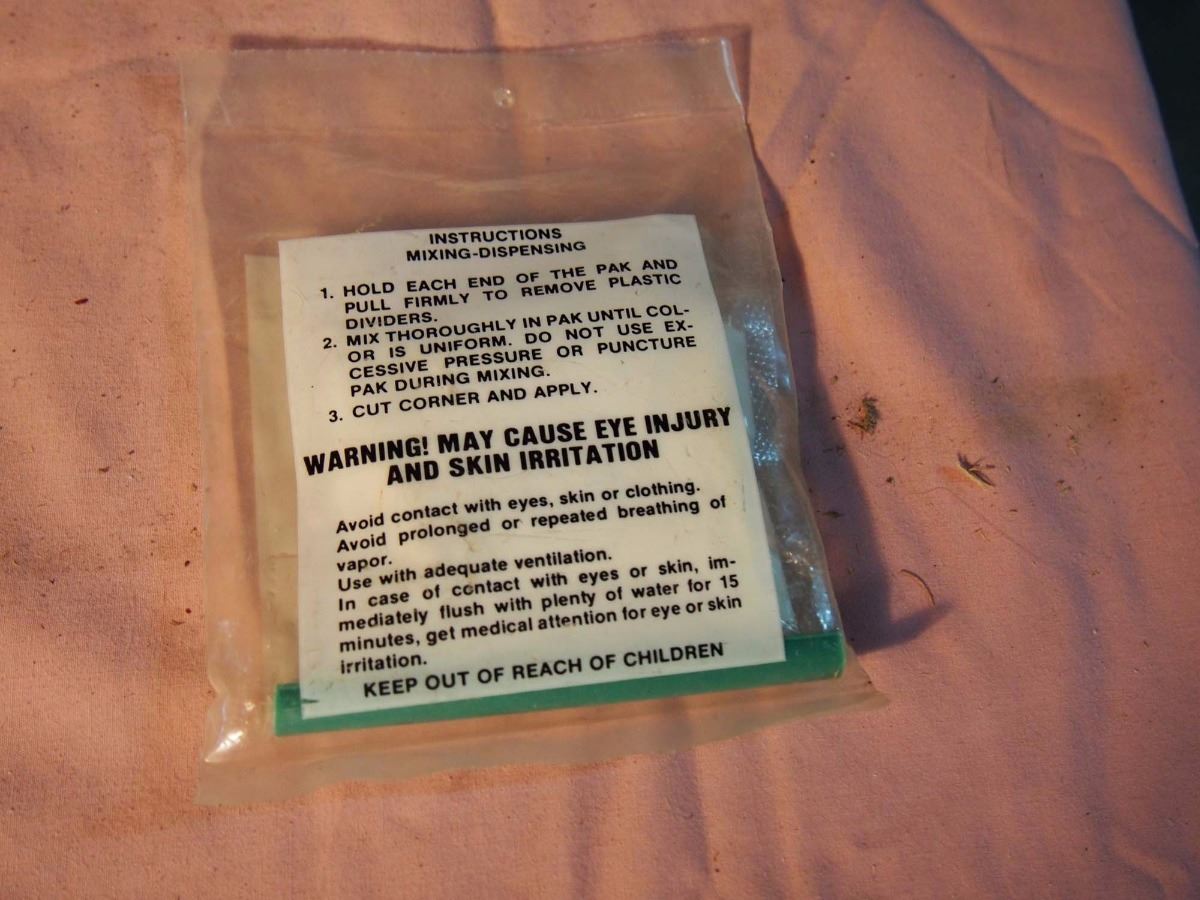 INSTRUCTIONS
MIXING-DISPENSING
1. HOLD EACH END OF THE PAK AND
PULL FIRMLY TO REMOVE PLASTIC
DIVIDERS.
2. MIX THOROUGHLY IN PAK UNTIL COL-
OR IS UNIFORM. DO NOT USE EX-
CESSIVE PRESSURE OR PUNCTURE
PAK DURING MIXING.
3. CUT CORNER AND APPLY.
WARNING! MAY CAUSE EYE INJURY
AND SKIN IRRITATION
Avoid contact with eyes, skin or clothing.
Avoid prolonged or repeated breathing of
vapor.
Use with adequate ventilation.
In case of contact with eyes or skin, im-
mediately flush with plenty of water for 15
minutes, get medical attention for eye or skin
irritation.
KEEP OUT OF REACH OF CHILDREN